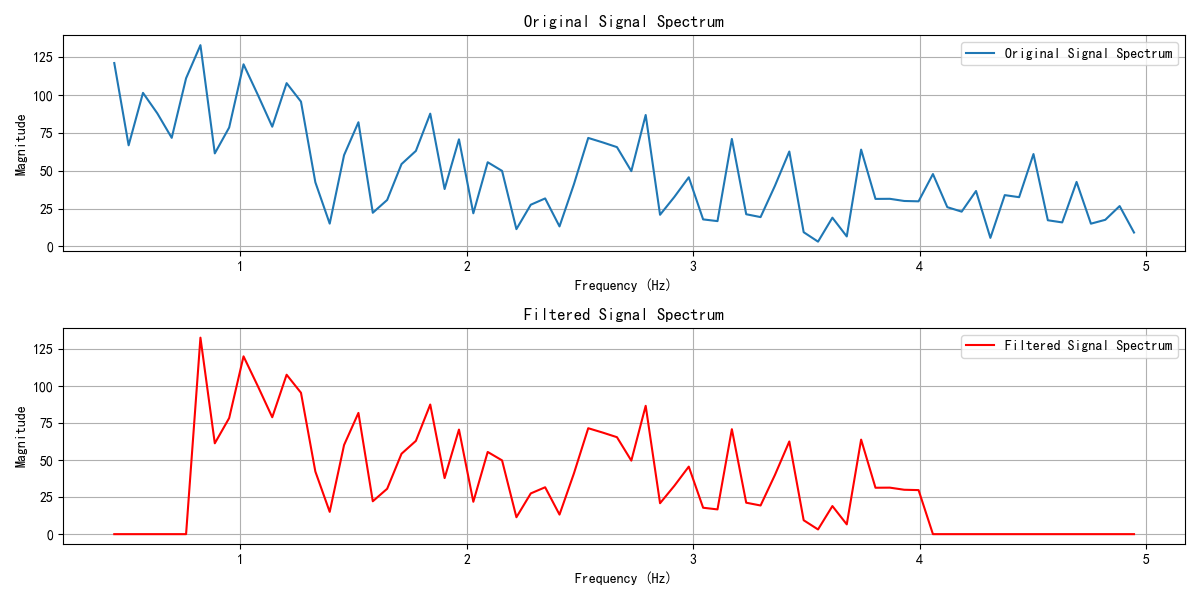 Original Signal Spectrum
Original Signal Spectrum
Magnitude
125
100
75
50
25
0
1
2
3
4
5
Frequency (Hz)
Filtered Signal Spectrum
Filtered Signal Spectrum
Magnitude
125
100
75
50
25
0
1
2
3
4
5
Frequency (Hz)